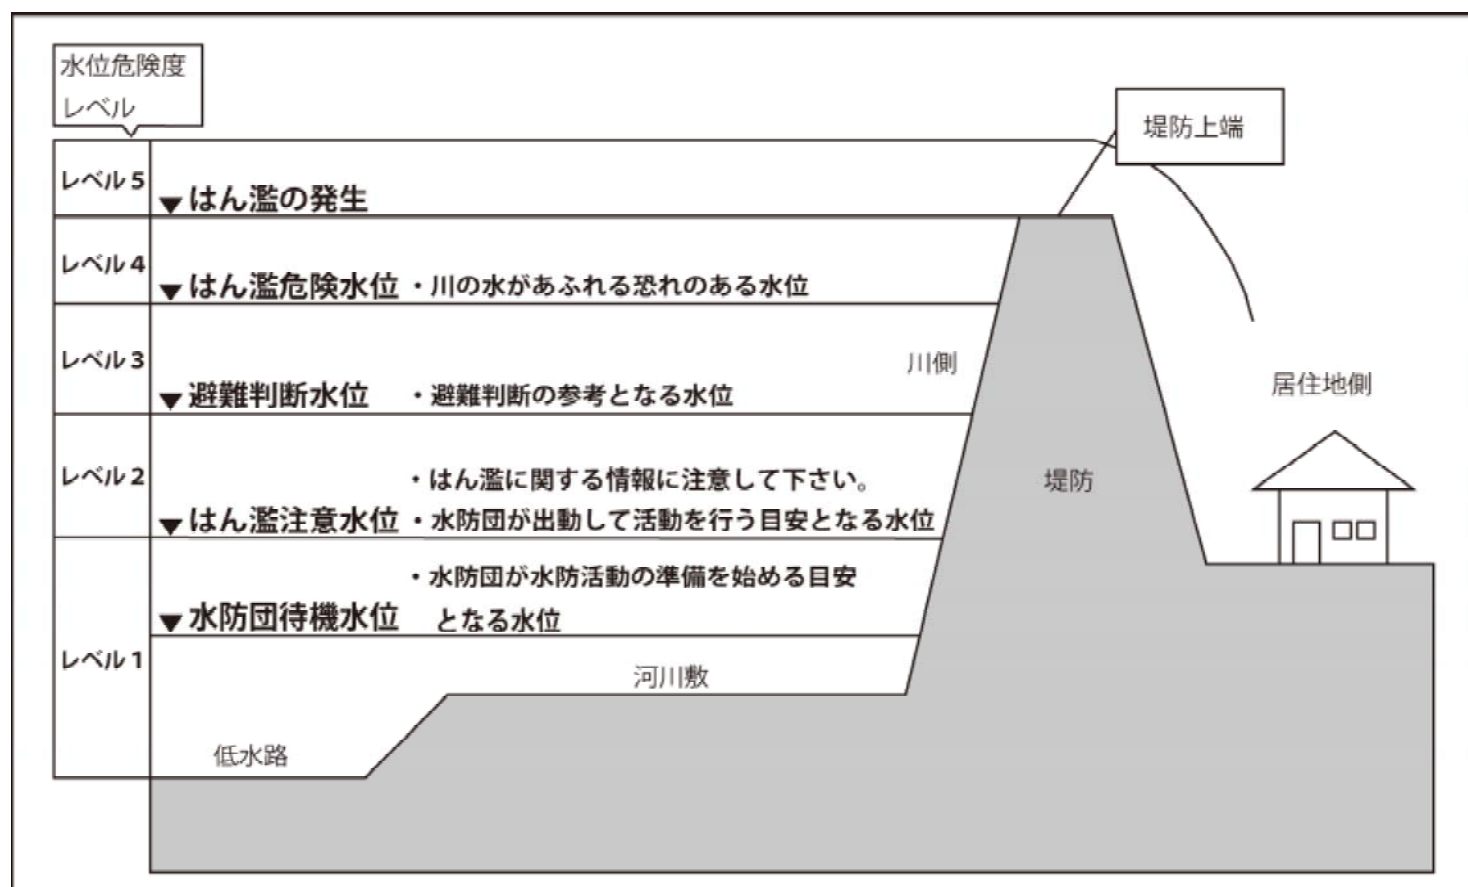 水位危険度
レベル
堤防上端
レベル 5
▼はん濫の発生
レベル 4
▼はん濫危険水位 ・川の水があふれる恐れのある水位
レベル 3
川側
▼避難判断水位 ・避難判断の参考となる水位
居住地側
レベル 2
・はん濫に関する情報に注意して下さい。
堤防
▼はん濫注意水位 ・水防団が出動して活動を行う目安となる水位
・水防団が水防活動の準備を始める目安
▼水防団待機水位 となる水位
レベル 1
河川敷
低水路